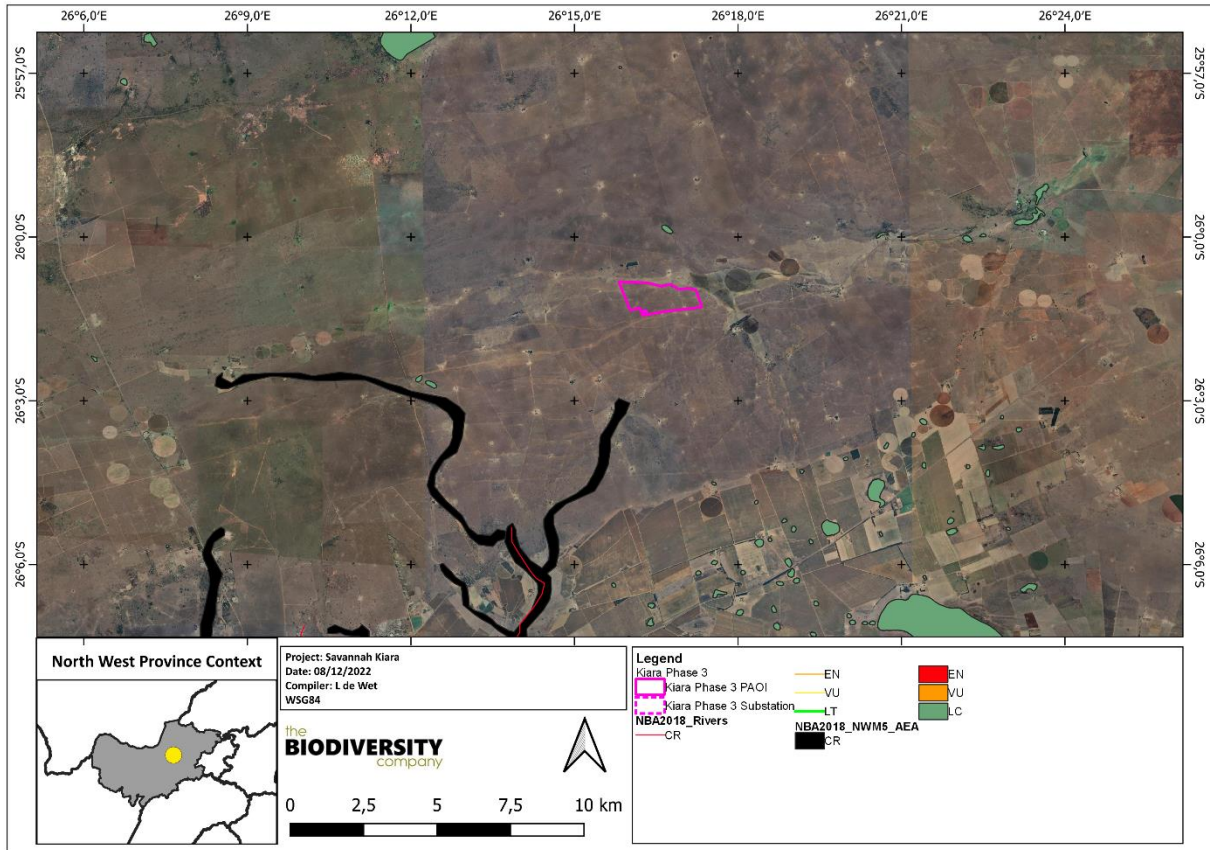 26°6,0'E 26°9,0'E 26°12,0'E 26°15,0'E 26°18,0'E 26°21,0'E 26°24,0'E
25°57,0'S 25°57,0'S
26°0,0'S 26°0,0'S
26°3,0'S 26°3,0'S
26°6,0'S 26°6,0'S
North West Province Context
Project: Savannah Kiara
Date: 08/12/2022
Compiler: L de Wet
WSG84
the
BIODIVERSITY
company
0 2,5 5 7,5 10 km
Legend
Kiara Phase 3
Kiara Phase 3 PAOI
Kiara Phase 3 Substation
NBA2018_Rivers
CR
EN
VU
LT
NBA2018_NWM5_AEA
CR
EN
VU
LC